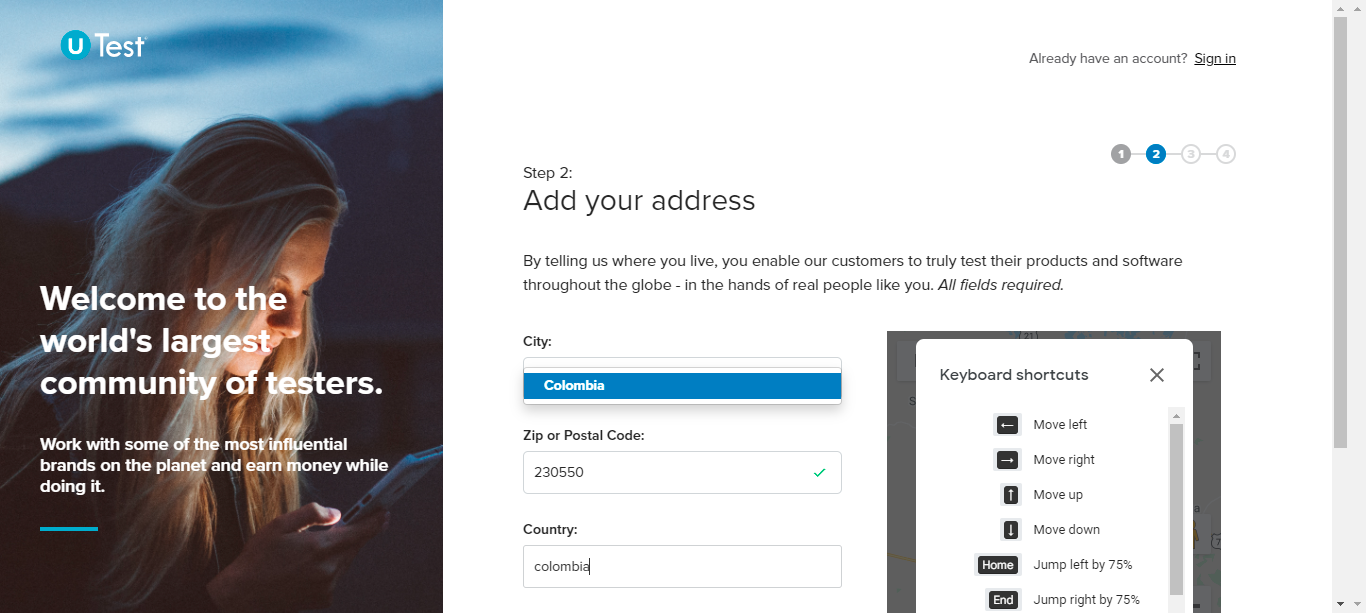 U Test
Already have an account? Sign in
1 2 3 4
Step 2:
Add your address
By telling us where you live, you enable our customers to truly test their products and software
throughout the globe - in the hands of real people like you. All fields required.
Welcome to the
world's largest
community of testers.
Work with some of the most influential
brands on the planet and earn money while
doing it.
City:
Colombia
Zip or Postal Code:
230550
Country:
colombia
(21)
Keyboard shortcuts
← Move left
→ Move right
↑ Move up
↓ Move down
Home Jump left by 75%
End Jump right by 75%